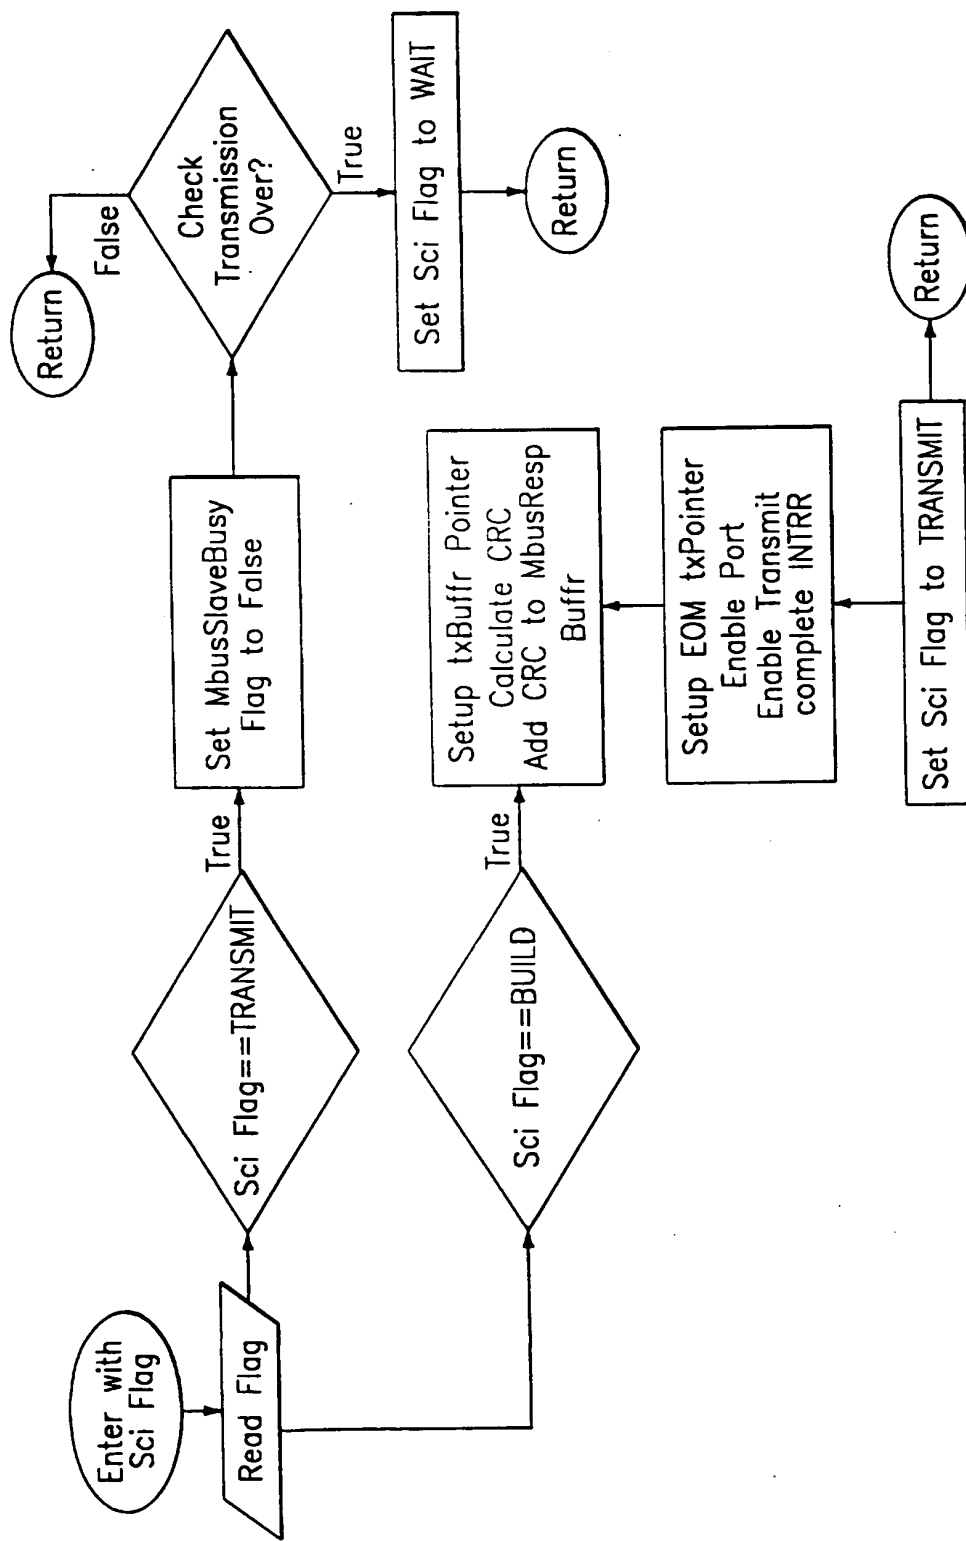 Enter with
Sci Flag
Read Flag
Sci Flag==TRANSMIT
True
Set MbusSlaveBusy
Flag to False
Check
Transmission
Over?
False
Return
True
Set Sci Flag to WAIT
Return
Sci Flag==BUILD
True
Setup txBuffr Pointer
Calculate CRC
Add CRC to MbusResp
Buffr
Setup EOM txPointer
Enable Port
Enable Transmit
complete INTRR
Set Sci Flag to TRANSMIT
Return